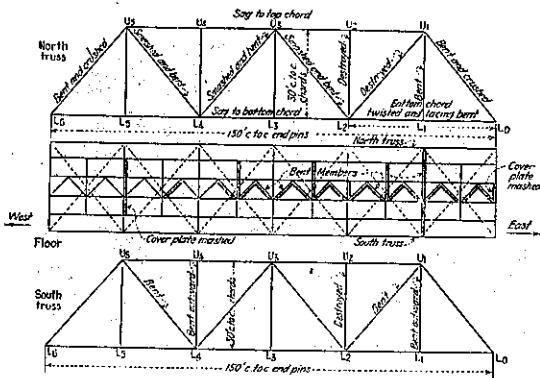 Sag to top chord
U5 U4 U3 U2 U1
North truss
Bent and crushed
Smashed and bent
Smashed and bent
Smashed and bent
30' c. to c. chords
Destroyed
Destroyed
Bent
Bent and crushed
Sag to bottom chord
Bottom chord twisted and lacing bent
L6 L5 L4 L3 L2 L1 L0
150' c. to c. end pins
North truss
Bent Members
Cover plate mashed
West
East
Floor
Cover plate mashed
South truss
U5 U4 U3 U2 U1
South truss
Bent
Bent outward
30' c. to c. chords
Destroyed
Bent
Bent outward
L6 L5 L4 L3 L2 L1 L0
150' c. to c. end pins